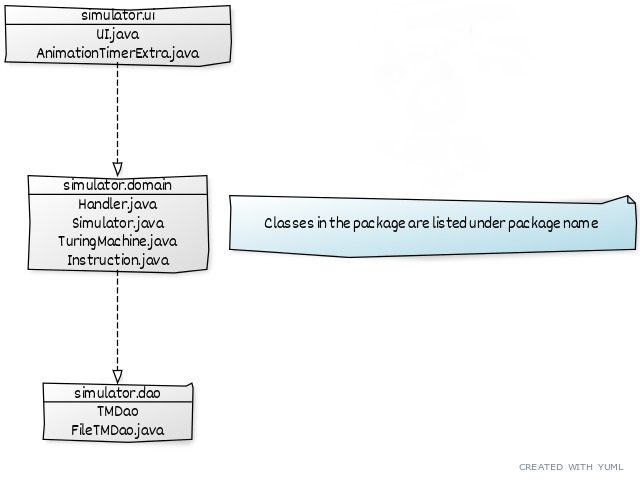 simulator.ui
UI.java
AnimationTimerExtra.java
simulator.domain
Handler.java
Simulator.java
TuringMachine.java
Instruction.java
Classes in the package are listed under package name
simulator.dao
TMDao
FileTMDao.java
CREATED WITH YUML